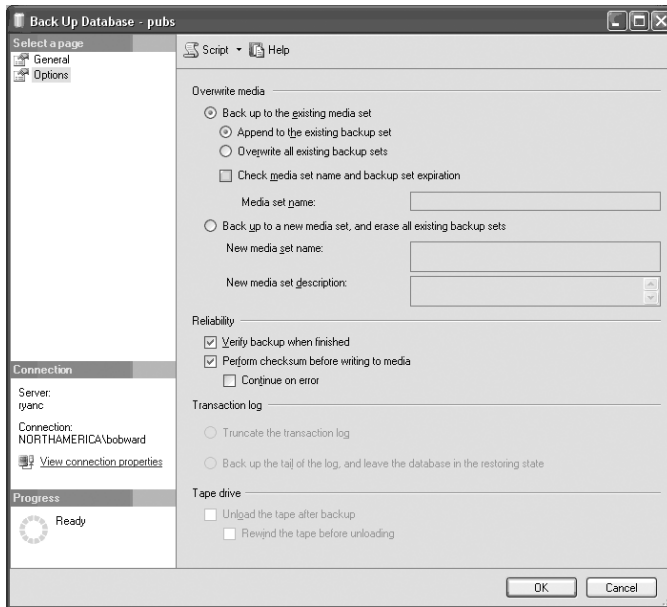 Back Up Database - pubs
Select a page
General
Options
Script
Help
Overwrite media
Back up to the existing media set
Append to the existing backup set
Overwrite all existing backup sets
Check media set name and backup set expiration
Media set name:
Back up to a new media set, and erase all existing backup sets
New media set name:
New media set description:
Reliability
Verify backup when finished
Perform checksum before writing to media
Continue on error
Transaction log
Truncate the transaction log
Back up the tail of the log, and leave the database in the restoring state
Tape drive
Unload the tape after backup
Rewind the tape before unloading
Connection
Server:
ryanc
Connection:
NORTHAMERICA\bobward
View connection properties
Progress
Ready
OK
Cancel